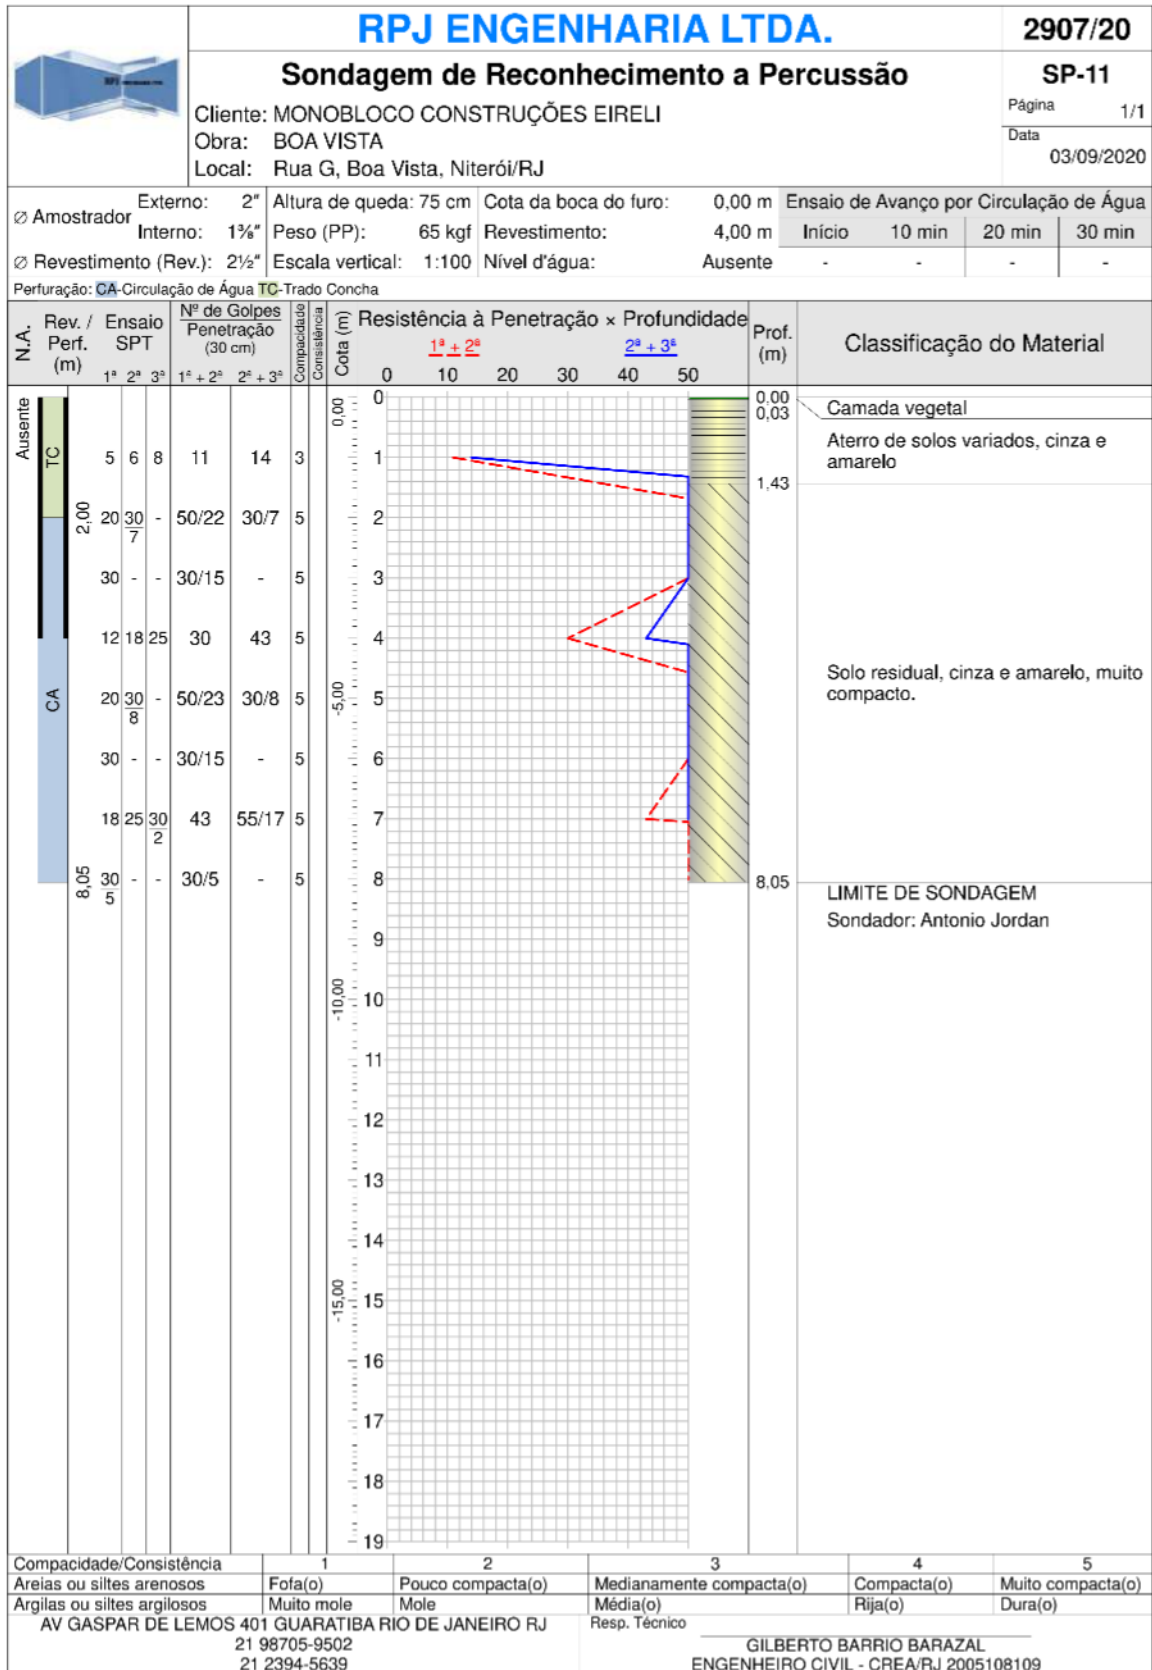 RPJ ENGENHARIA LTDA.
2907/20
Sondagem de Reconhecimento a Percussão
SP-11
Cliente: MONOBLOCO CONSTRUÇÕES EIRELI
Página 1/1
Obra: BOA VISTA
Data
Local: Rua G, Boa Vista, Niterói/RJ
03/09/2020
Ø Amostrador Externo: 2" Altura de queda: 75 cm Cota da boca do furo: 0,00 m Ensaio de Avanço por Circulação de Água
Interno: 1⅜" Peso (PP): 65 kgf Revestimento: 4,00 m Início 10 min 20 min 30 min
Ø Revestimento (Rev.): 2½" Escala vertical: 1:100 Nível d'água: Ausente - - - -
Perfuração: CA-Circulação de Água TC-Trado Concha
N.A.
Rev. / Perf. (m)
Ensaio SPT
1ª 2ª 3ª
Nº de Golpes
Penetração
(30 cm)
1ª + 2ª 2ª + 3ª
Compacidade
Consistência
Cota (m)
Resistência à Penetração × Profundidade
1ª + 2ª 2ª + 3ª
0 10 20 30 40 50
Prof. (m)
Classificação do Material
Ausente
TC
0,00
0
0,00
0,03
Camada vegetal
Aterro de solos variados, cinza e
amarelo
5 6 8 11 14 3 1
1,43
2,00
20 30/7 - 50/22 30/7 5 2
30 - - 30/15 - 5 3
12 18 25 30 43 5 4
Solo residual, cinza e amarelo, muito
compacto.
CA
20 30/8 - 50/23 30/8 5 -5,00 5
30 - - 30/15 - 5 6
18 25 30/2 43 55/17 5 7
8,05
30/5 - - 30/5 - 5 8
8,05
LIMITE DE SONDAGEM
Sondador: Antonio Jordan
9
-10,00 10
11
12
13
14
-15,00 15
16
17
18
19
Compacidade/Consistência 1 2 3 4 5
Areias ou siltes arenosos Fofa(o) Pouco compacta(o) Medianamente compacta(o) Compacta(o) Muito compacta(o)
Argilas ou siltes argilosos Muito mole Mole Média(o) Rija(o) Dura(o)
AV GASPAR DE LEMOS 401 GUARATIBA RIO DE JANEIRO RJ
Resp. Técnico
21 98705-9502
GILBERTO BARRIO BARAZAL
21 2394-5639
ENGENHEIRO CIVIL - CREA/RJ 2005108109